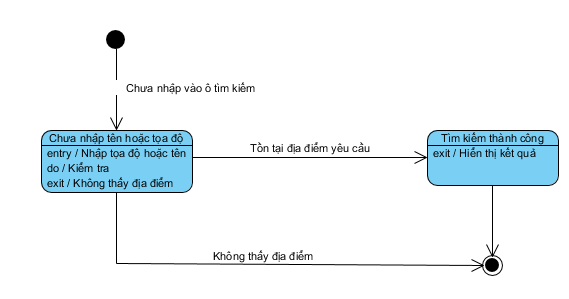 Chưa nhập vào ô tìm kiếm
Chưa nhập tên hoặc tọa độ
entry / Nhập tọa độ hoặc tên
do / Kiểm tra
exit / Không thấy địa điểm
Tồn tại địa điểm yêu cầu
Tìm kiếm thành công
exit / Hiển thị kết quả
Không thấy địa điểm